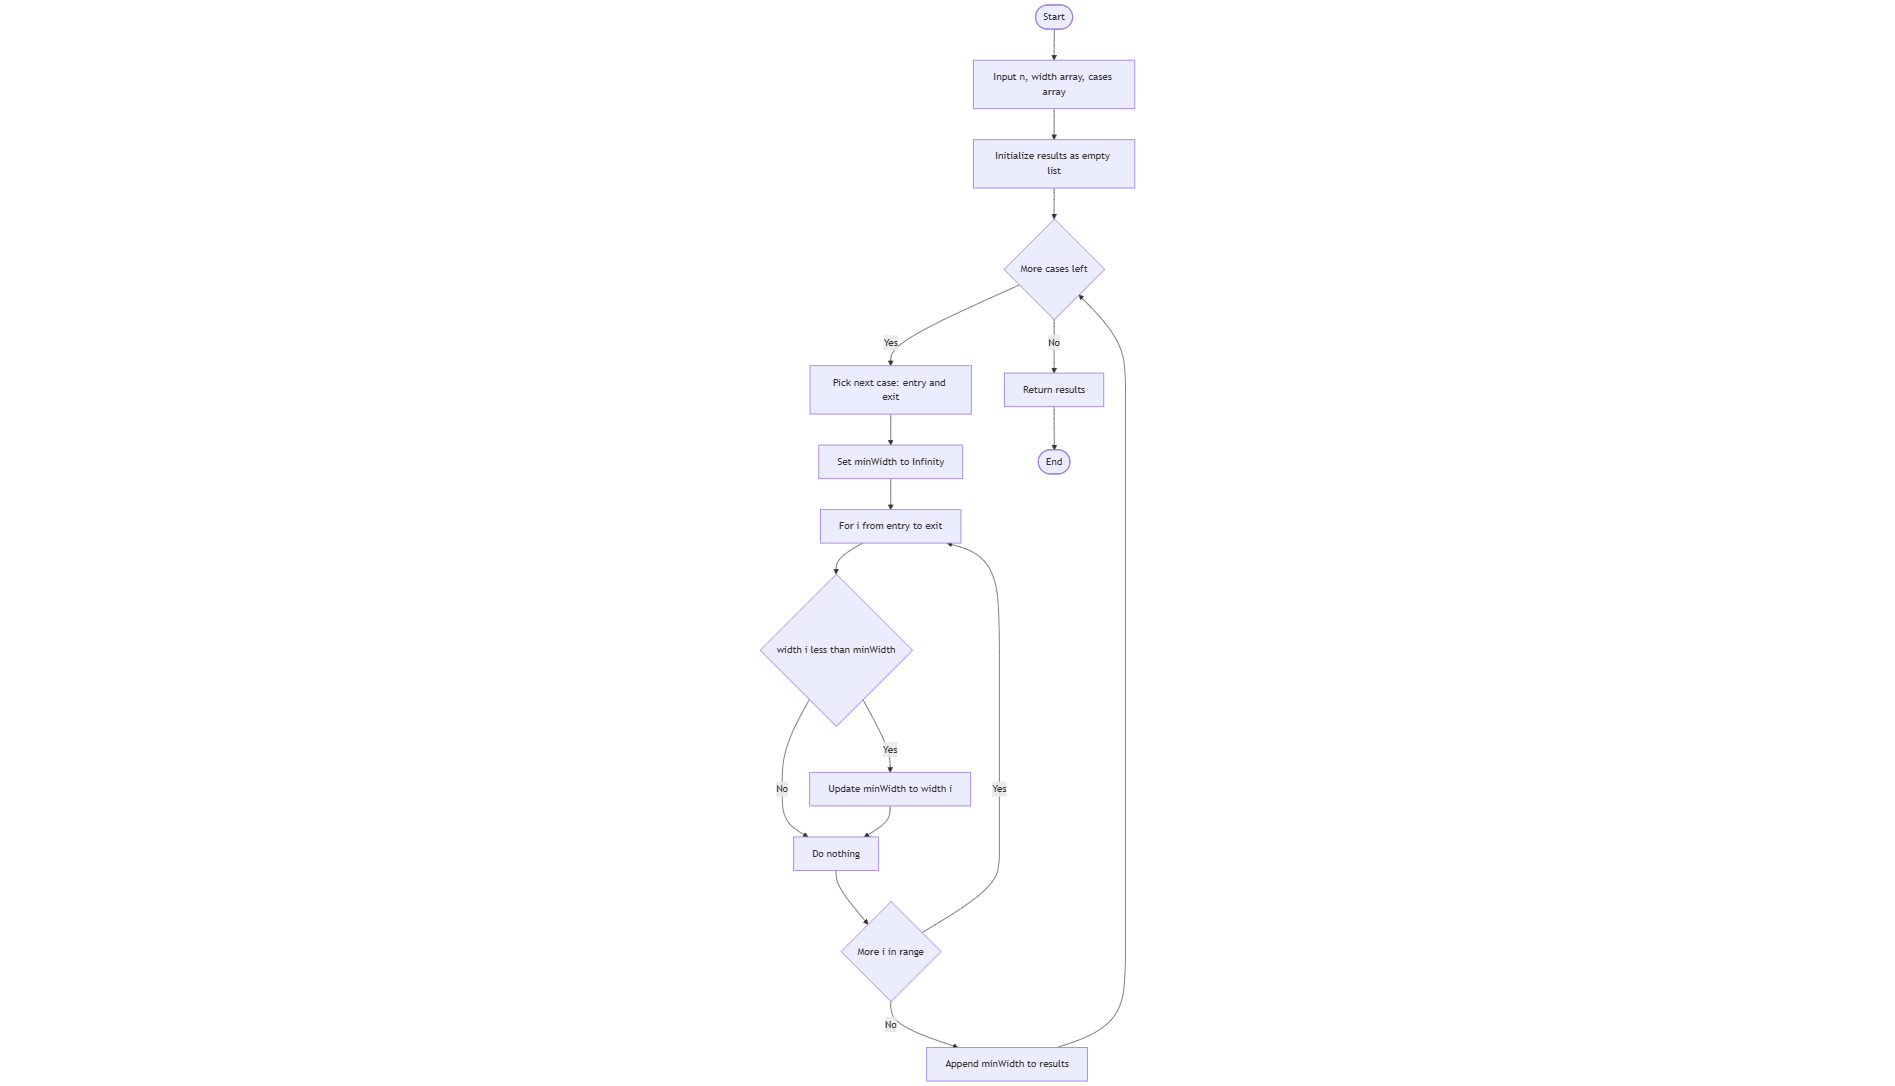 Start
Input n, width array, cases
array
Initialize results as empty
list
More cases left
Yes
No
Pick next case: entry and
exit
Return results
Set minWidth to Infinity
End
For i from entry to exit
width i less than minWidth
Yes
No
Update minWidth to width i
Yes
Do nothing
More i in range
No
Append minWidth to results